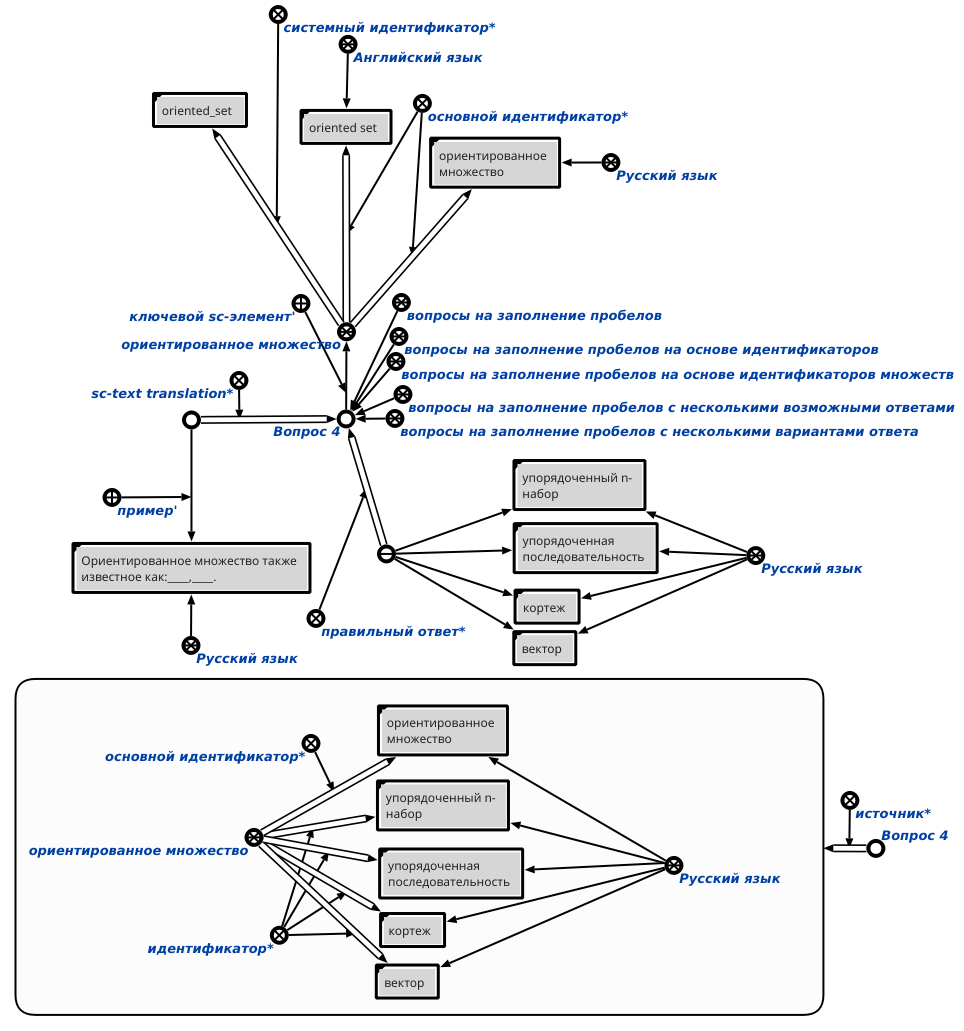 системный идентификатор*
Английский язык
oriented_set
oriented set
основной идентификатор*
ориентированное
множество
Русский язык
ключевой sc-элемент'
вопросы на заполнение пробелов
ориентированное множество
вопросы на заполнение пробелов на основе идентификаторов
вопросы на заполнение пробелов на основе идентификаторов множеств
sc-text translation*
вопросы на заполнение пробелов с несколькими возможными ответами
Вопрос 4
вопросы на заполнение пробелов с несколькими вариантами ответа
упорядоченный n-
набор
пример'
упорядоченная
последовательность
Ориентированное множество также
известное как:____,____.
Русский язык
кортеж
правильный ответ*
вектор
Русский язык
ориентированное
множество
основной идентификатор*
упорядоченный n-
набор
источник*
Вопрос 4
ориентированное множество
упорядоченная
последовательность
Русский язык
кортеж
идентификатор*
вектор